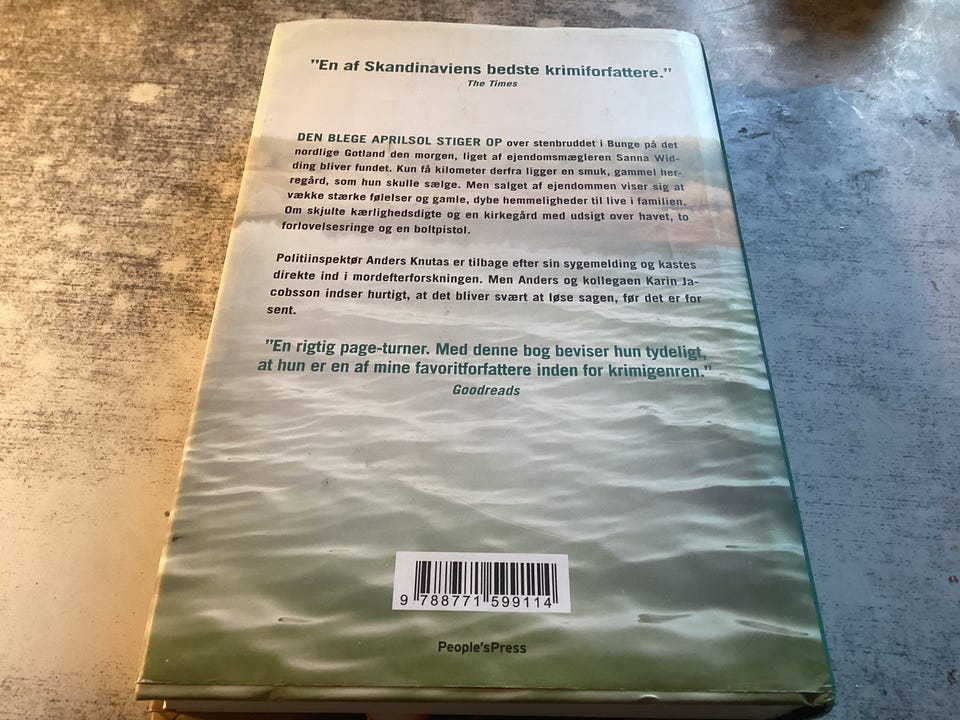 ”En af Skandinaviens bedste krimiforfattere.”
The Times
DEN BLEGE APRILSOL STIGER OP over stenbruddet i Bunge på det
nordlige Gotland den morgen, liget af ejendomsmægleren Sanna Wid-
ding bliver fundet. Kun få kilometer derfra ligger en smuk, gammel her-
regård, som hun skulle sælge. Men salget af ejendommen viser sig at
vække stærke følelser og gamle, dybe hemmeligheder til live i familien.
Om skjulte kærlighedsdigte og en kirkegård med udsigt over havet, to
forlovelsesringe og en boltpistol.
Politiinspektør Anders Knutas er tilbage efter sin sygemelding og kastes
direkte ind i mordefterforskningen. Men Anders og kollegaen Karin Ja-
cobsson indser hurtigt, at det bliver svært at løse sagen, før det er for
sent.
”En rigtig page-turner. Med denne bog beviser hun tydeligt,
at hun er en af mine favoritforfattere inden for krimigenren.”
Goodreads
9 788771 599114
People'sPress